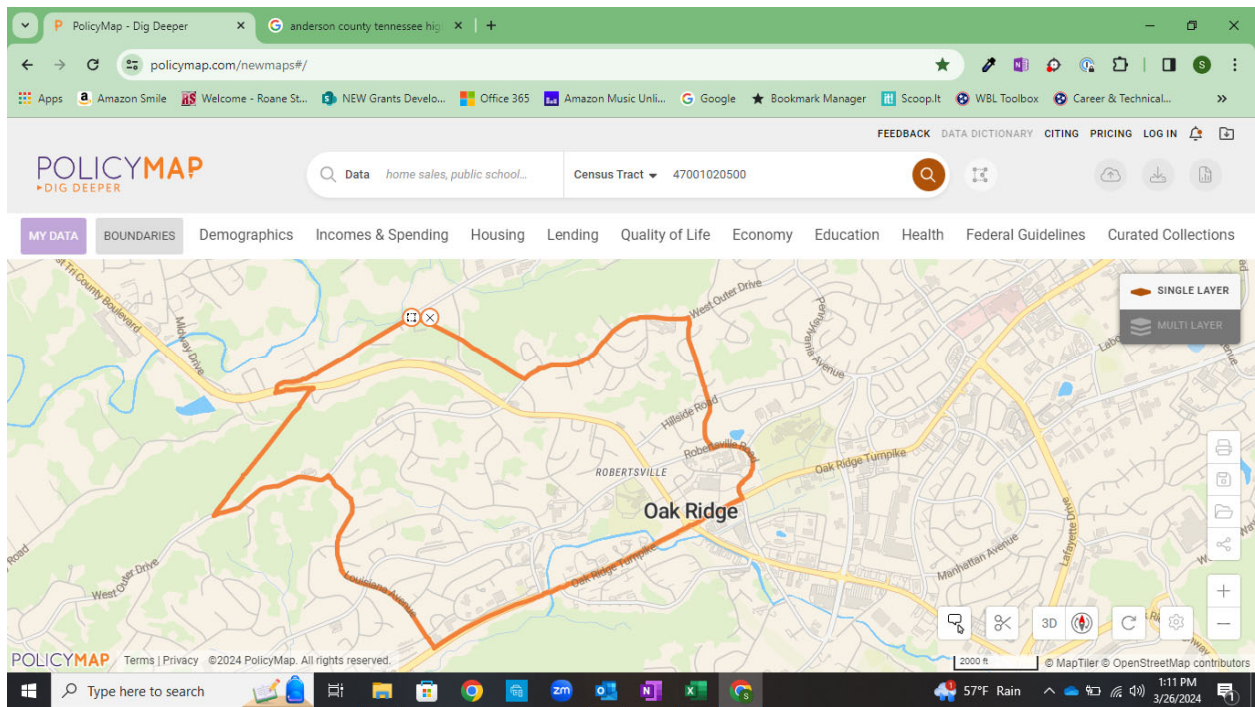 PolicyMap - Dig Deeper
anderson county tennessee hig
policymap.com/newmaps#/
Apps
Amazon Smile
Welcome - Roane St...
NEW Grants Develo...
Office 365
Amazon Music Unli...
Google
Bookmark Manager
Scoop.It
WBL Toolbox
Career & Technical...
FEEDBACK DATA DICTIONARY CITING PRICING LOG IN
POLICYMAP
DIG DEEPER
Data home sales, public school...
Census Tract 47001020500
MY DATA
BOUNDARIES
Demographics
Incomes & Spending
Housing
Lending
Quality of Life
Economy
Education
Health
Federal Guidelines
Curated Collections
SINGLE LAYER
MULTI LAYER
st Tri County Boulevard
Midway Drive
West Outer Drive
Hillside Road
Robertsville Road
ROBERTSVILLE
Oak Ridge Turnpike
Oak Ridge
Oak Ridge Turnpike
Lafayette Drive
Manhattan Avenue
Road
West Outer Drive
Louisiana Avenue
3D
2000 ft
POLICYMAP Terms | Privacy ©2024 PolicyMap. All rights reserved.
© MapTiler © OpenStreetMap contributors
Type here to search
zm
57°F Rain
1:11 PM
3/26/2024